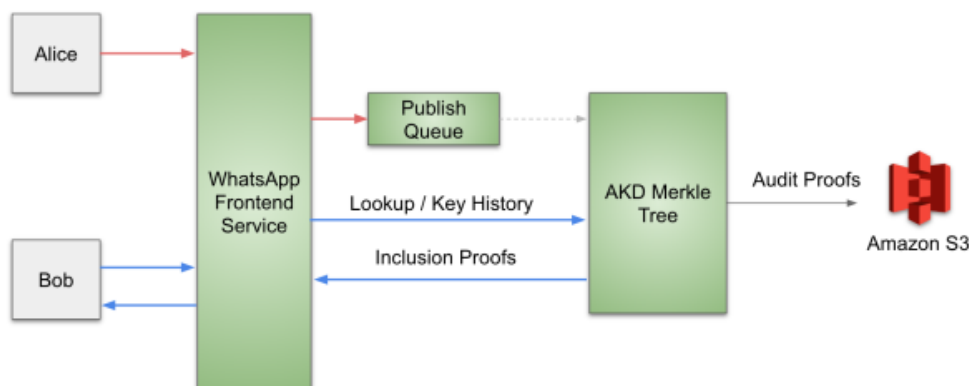 Alice
Publish
Queue
WhatsApp
Frontend
Service
Lookup / Key History
AKD Merkle
Tree
Audit Proofs
Amazon S3
Inclusion Proofs
Bob